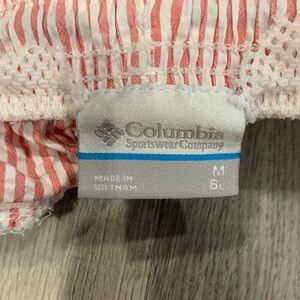 Columbia
Sportswear Company
MADE IN
VIETNAM
M
6L